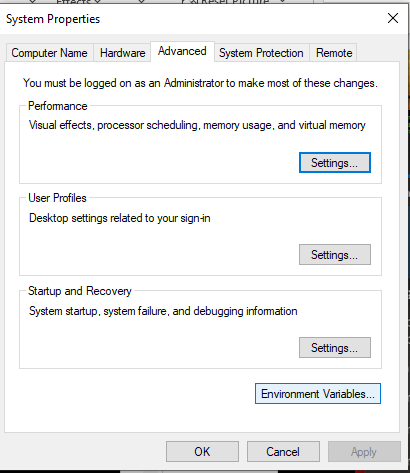 Effects
Reset Picture
System Properties
Computer Name Hardware Advanced System Protection Remote
You must be logged on as an Administrator to make most of these changes.
Performance
Visual effects, processor scheduling, memory usage, and virtual memory
Settings...
User Profiles
Desktop settings related to your sign-in
Settings...
Startup and Recovery
System startup, system failure, and debugging information
Settings...
Environment Variables...
OK Cancel Apply